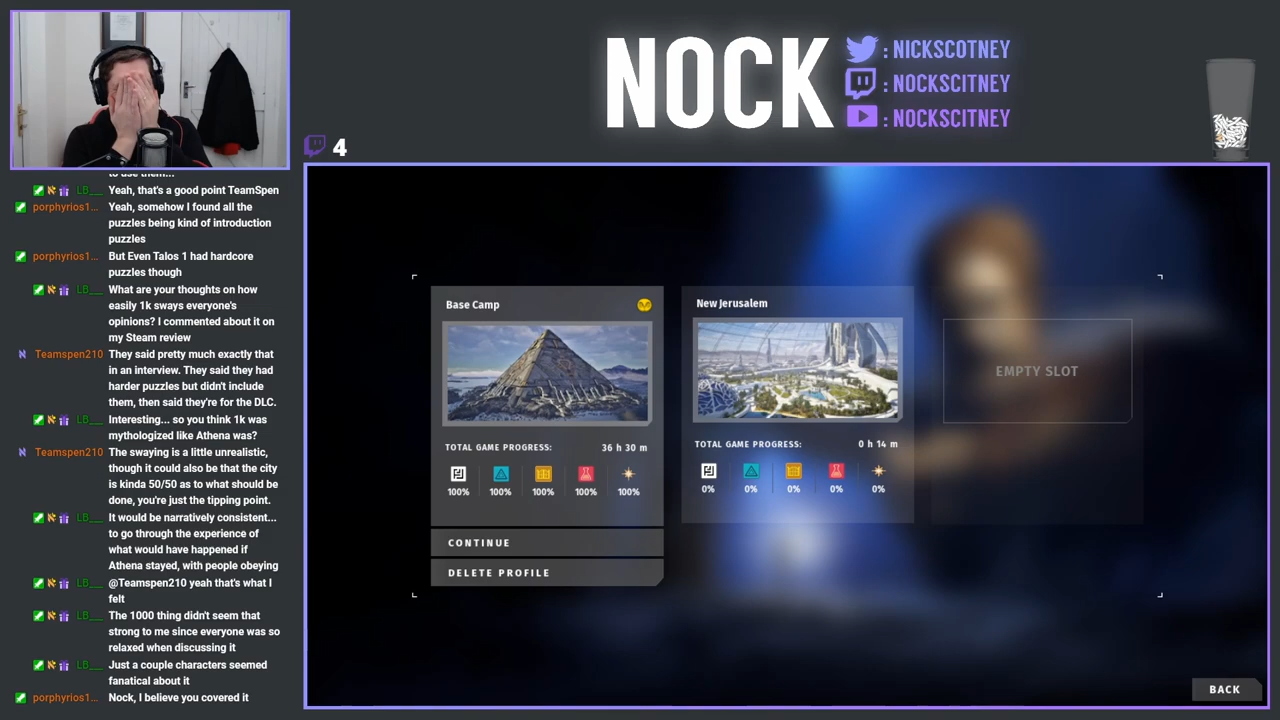 NOCK
: NICKSCOTNEY
: NOCKSCITNEY
: NOCKSCITNEY
4
to use them...
LB__ Yeah, that's a good point TeamSpen
porphyrios1... Yeah, somehow I found all the
puzzles being kind of introduction
puzzles
porphyrios1... But Even Talos 1 had hardcore
puzzles though
LB__ What are your thoughts on how
easily 1k sways everyone's
opinions? I commented about it on
my Steam review
Teamspen210 They said pretty much exactly that
in an interview. They said they had
harder puzzles but didn't include
them, then said they're for the DLC.
LB__ Interesting... so you think 1k was
mythologized like Athena was?
Teamspen210 The swaying is a little unrealistic,
though it could also be that the city
is kinda 50/50 as to what should be
done, you're just the tipping point.
LB__ It would be narratively consistent...
to go through the experience of
what would have happened if
Athena stayed, with people obeying
LB__ @Teamspen210 yeah that's what I
felt
LB__ The 1000 thing didn't seem that
strong to me since everyone was so
relaxed when discussing it
LB__ Just a couple characters seemed
fanatical about it
porphyrios1... Nock, I believe you covered it
Base Camp
TOTAL GAME PROGRESS: 36 h 30 m
100% 100% 100% 100% 100%
CONTINUE
DELETE PROFILE
New Jerusalem
TOTAL GAME PROGRESS: 0 h 14 m
0% 0% 0% 0% 0%
EMPTY SLOT
BACK